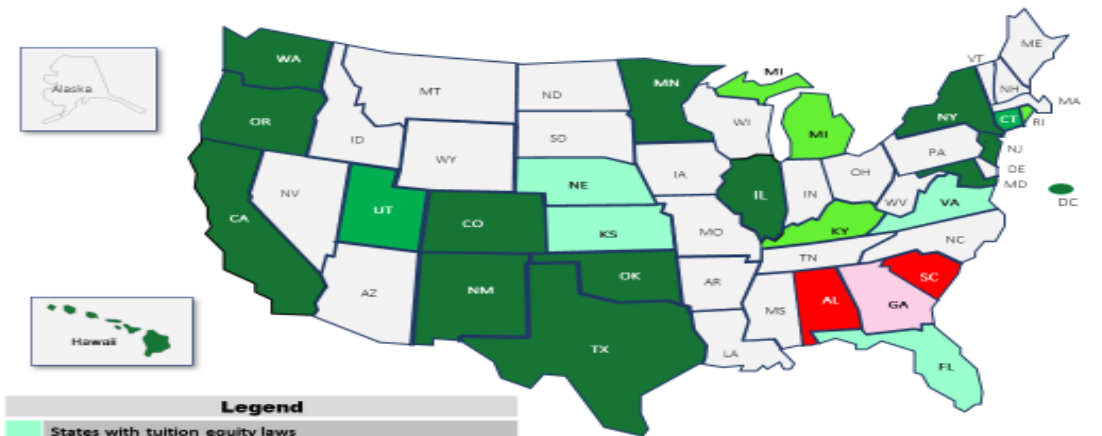 ME
VT
WA
MI
Alaska
MT
ND
MN
NH
MA
OR
ID
SD
WI
MI
NY
CT
RI
WY
PA
NJ
IA
OH
DE
NV
NE
IL
IN
MD
UT
WV
VA
DC
CA
CO
KS
MO
KY
NC
TN
OK
AR
SC
AZ
NM
MS
AL
GA
Hawaii
TX
LA
FL
Legend
States with tuition equity laws